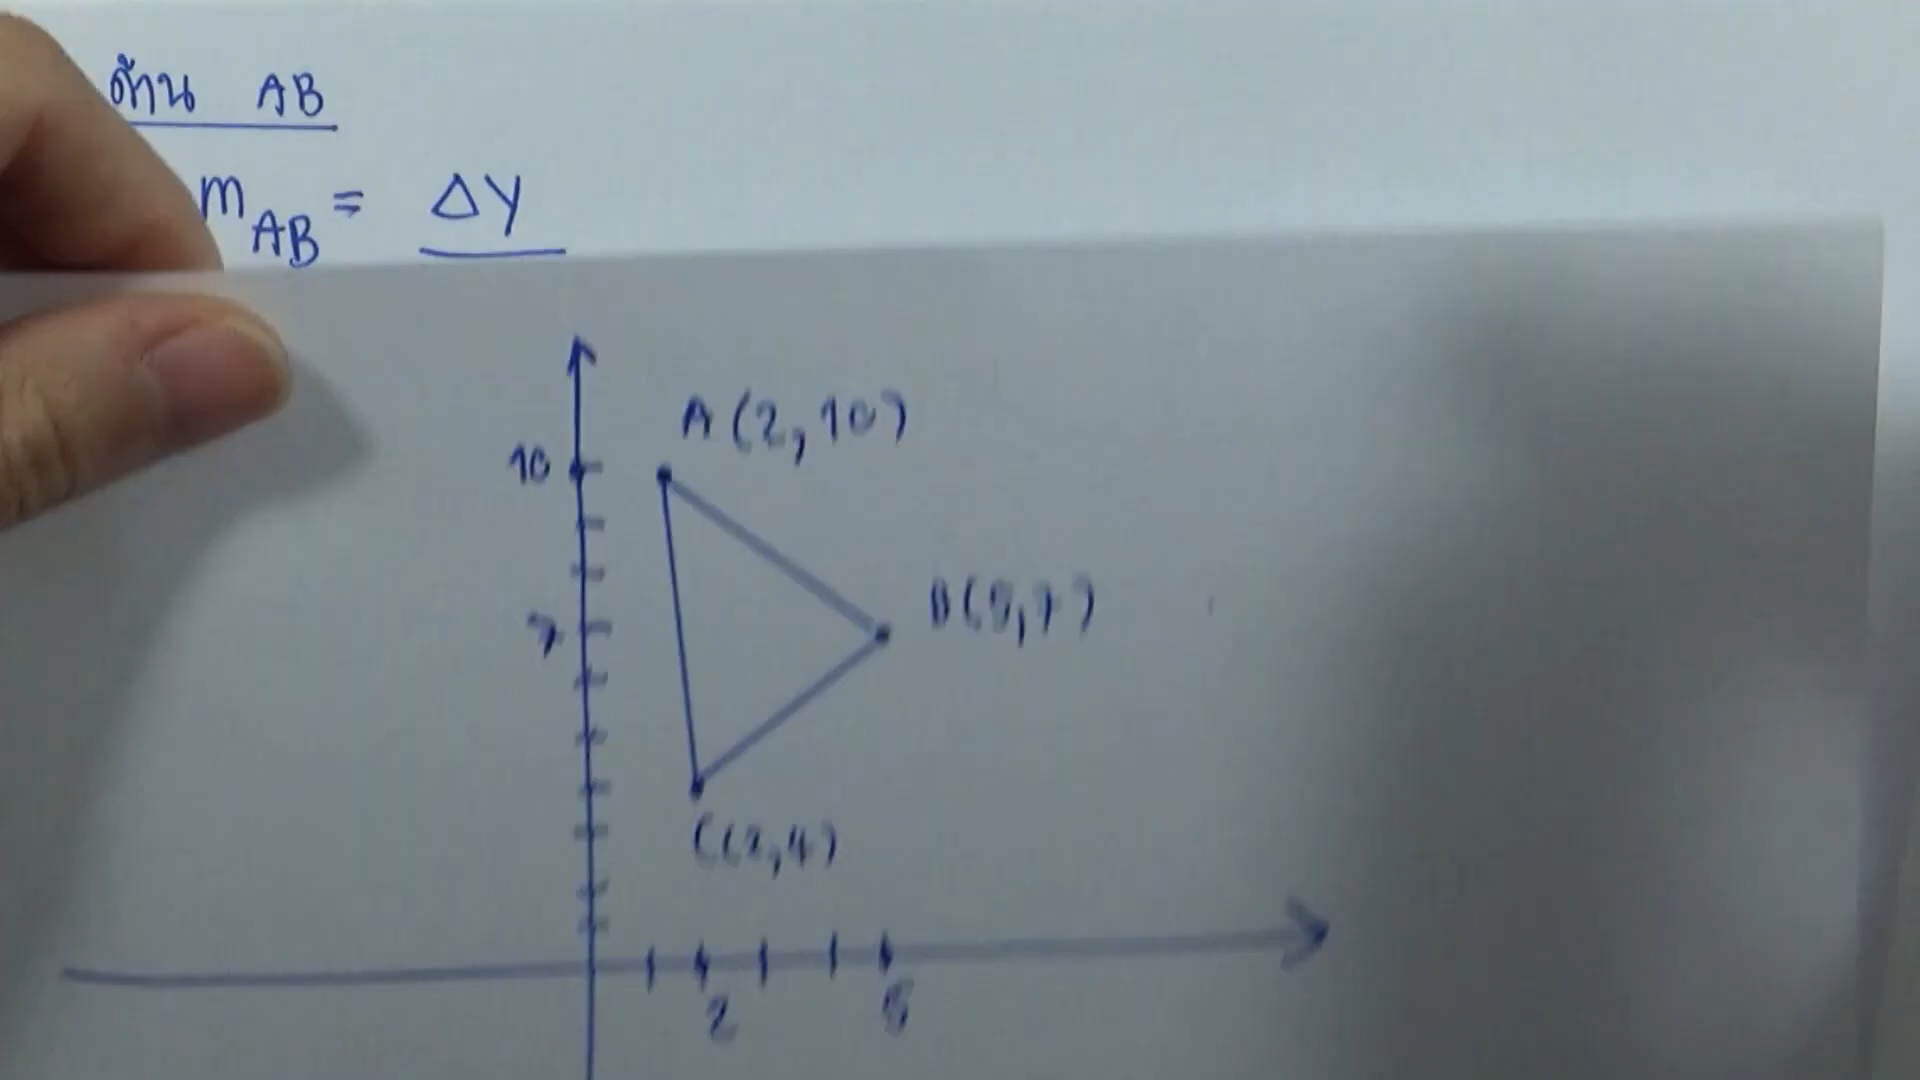 ด้าน AB
m_AB = ΔY
A(2,10)
10
B(5,7)
7
C(2,4)
2 5